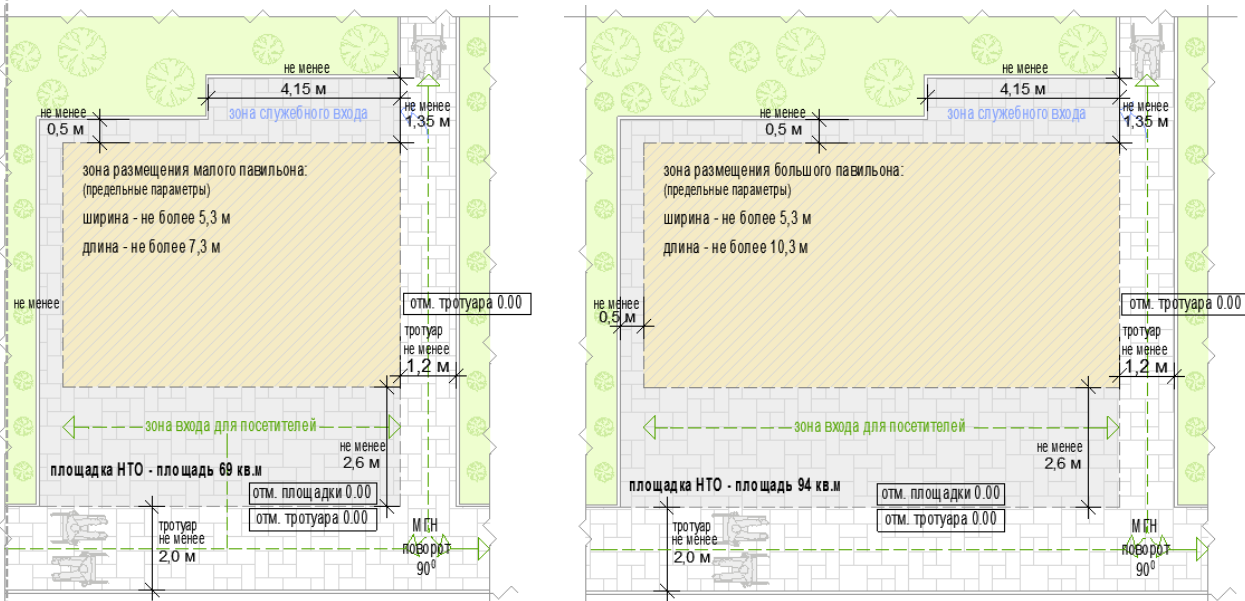 не менее
4,15 м
не менее
1,35 м
не менее
0,5 м
зона служебного входа
зона размещения малого павильона:
(предельные параметры)
ширина - не более 5,3 м
длина - не более 7,3 м
не менее
отм. тротуара 0.00
тротуар
не менее
1,2 м
зона входа для посетителей
не менее
2,6 м
площадка НТО - площадь 69 кв.м
отм. площадки 0.00
отм. тротуара 0.00
тротуар
не менее
2,0 м
МГН
поворот
90⁰
не менее
4,15 м
не менее
1,35 м
не менее
0,5 м
зона служебного входа
зона размещения большого павильона:
(предельные параметры)
ширина - не более 5,3 м
длина - не более 10,3 м
не менее
0,5 м
отм. тротуара 0.00
тротуар
не менее
1,2 м
зона входа для посетителей
не менее
2,6 м
площадка НТО - площадь 94 кв.м
отм. площадки 0.00
отм. тротуара 0.00
тротуар
не менее
2,0 м
МГН
поворот
90⁰